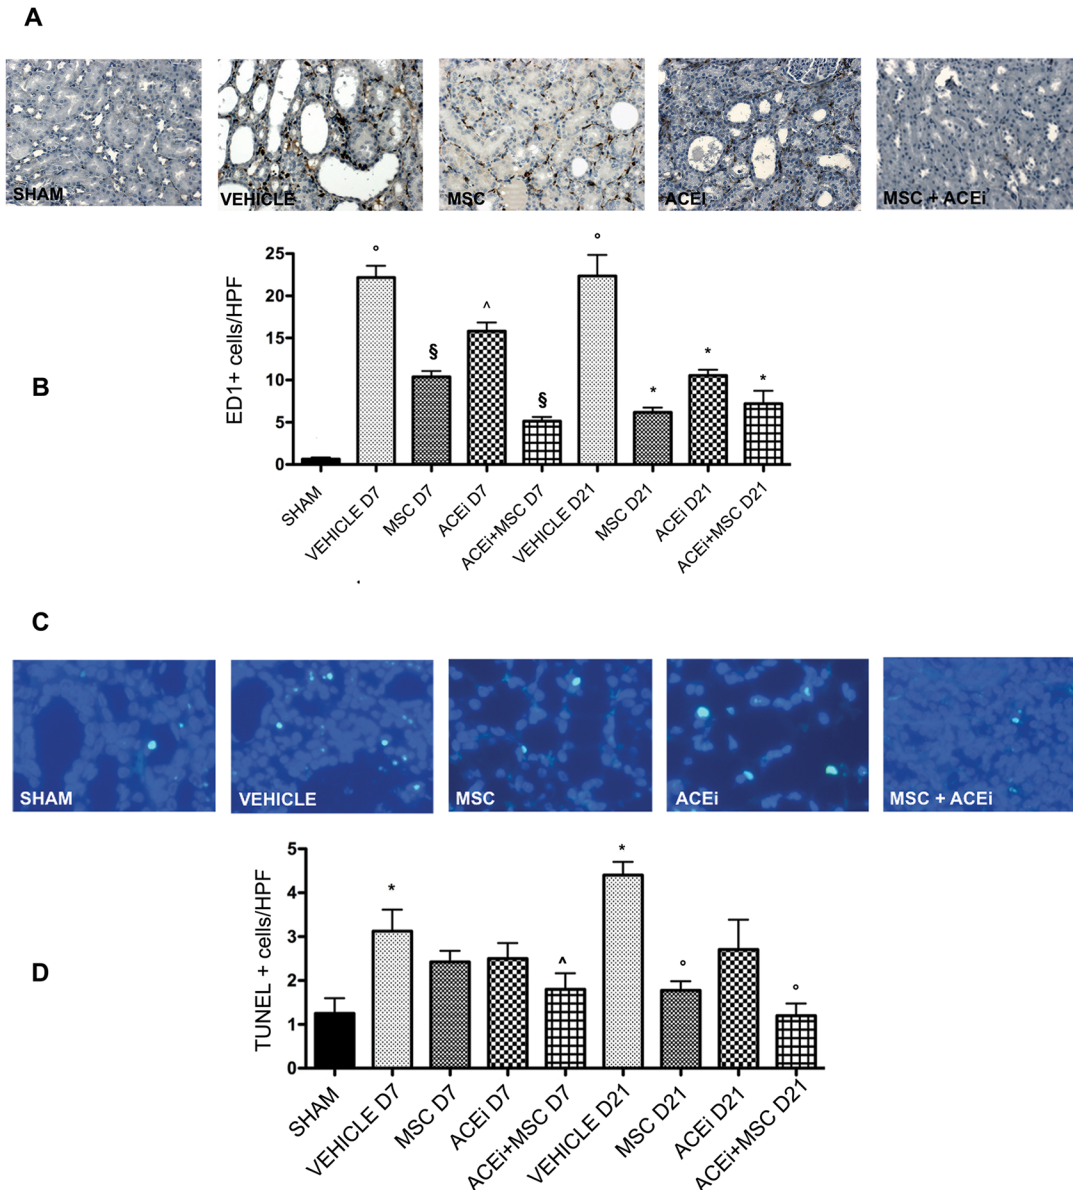 A
SHAM
VEHICLE
MSC
ACEi
MSC + ACEi
B
ED1+ cells/HPF
25
20
15
10
5
0
°
§
^
§
°
*
*
*
SHAM
VEHICLE D7
MSC D7
ACEi D7
ACEi+MSC D7
VEHICLE D21
MSC D21
ACEi D21
ACEi+MSC D21
C
SHAM
VEHICLE
MSC
ACEi
MSC + ACEi
D
TUNEL + cells/HPF
5
4
3
2
1
0
*
^
*
°
°
SHAM
VEHICLE D7
MSC D7
ACEi D7
ACEi+MSC D7
VEHICLE D21
MSC D21
ACEi D21
ACEi+MSC D21